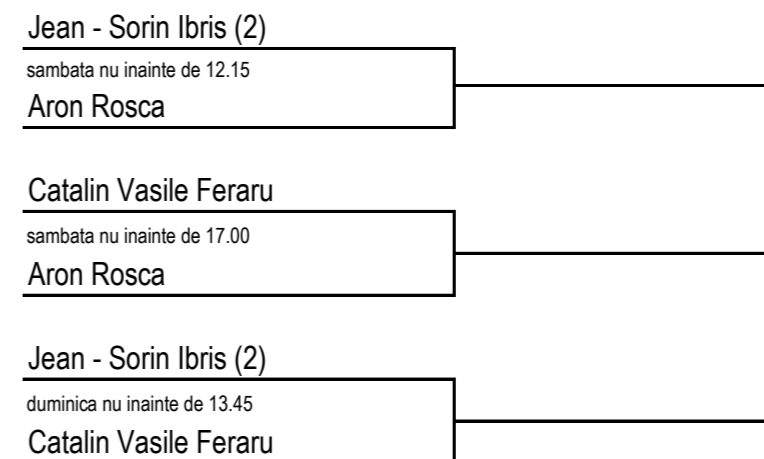 Jean - Sorin Ibris (2)
sambata nu inainte de 12.15
Aron Rosca
Catalin Vasile Feraru
sambata nu inainte de 17.00
Aron Rosca
Jean - Sorin Ibris (2)
duminica nu inainte de 13.45
Catalin Vasile Feraru